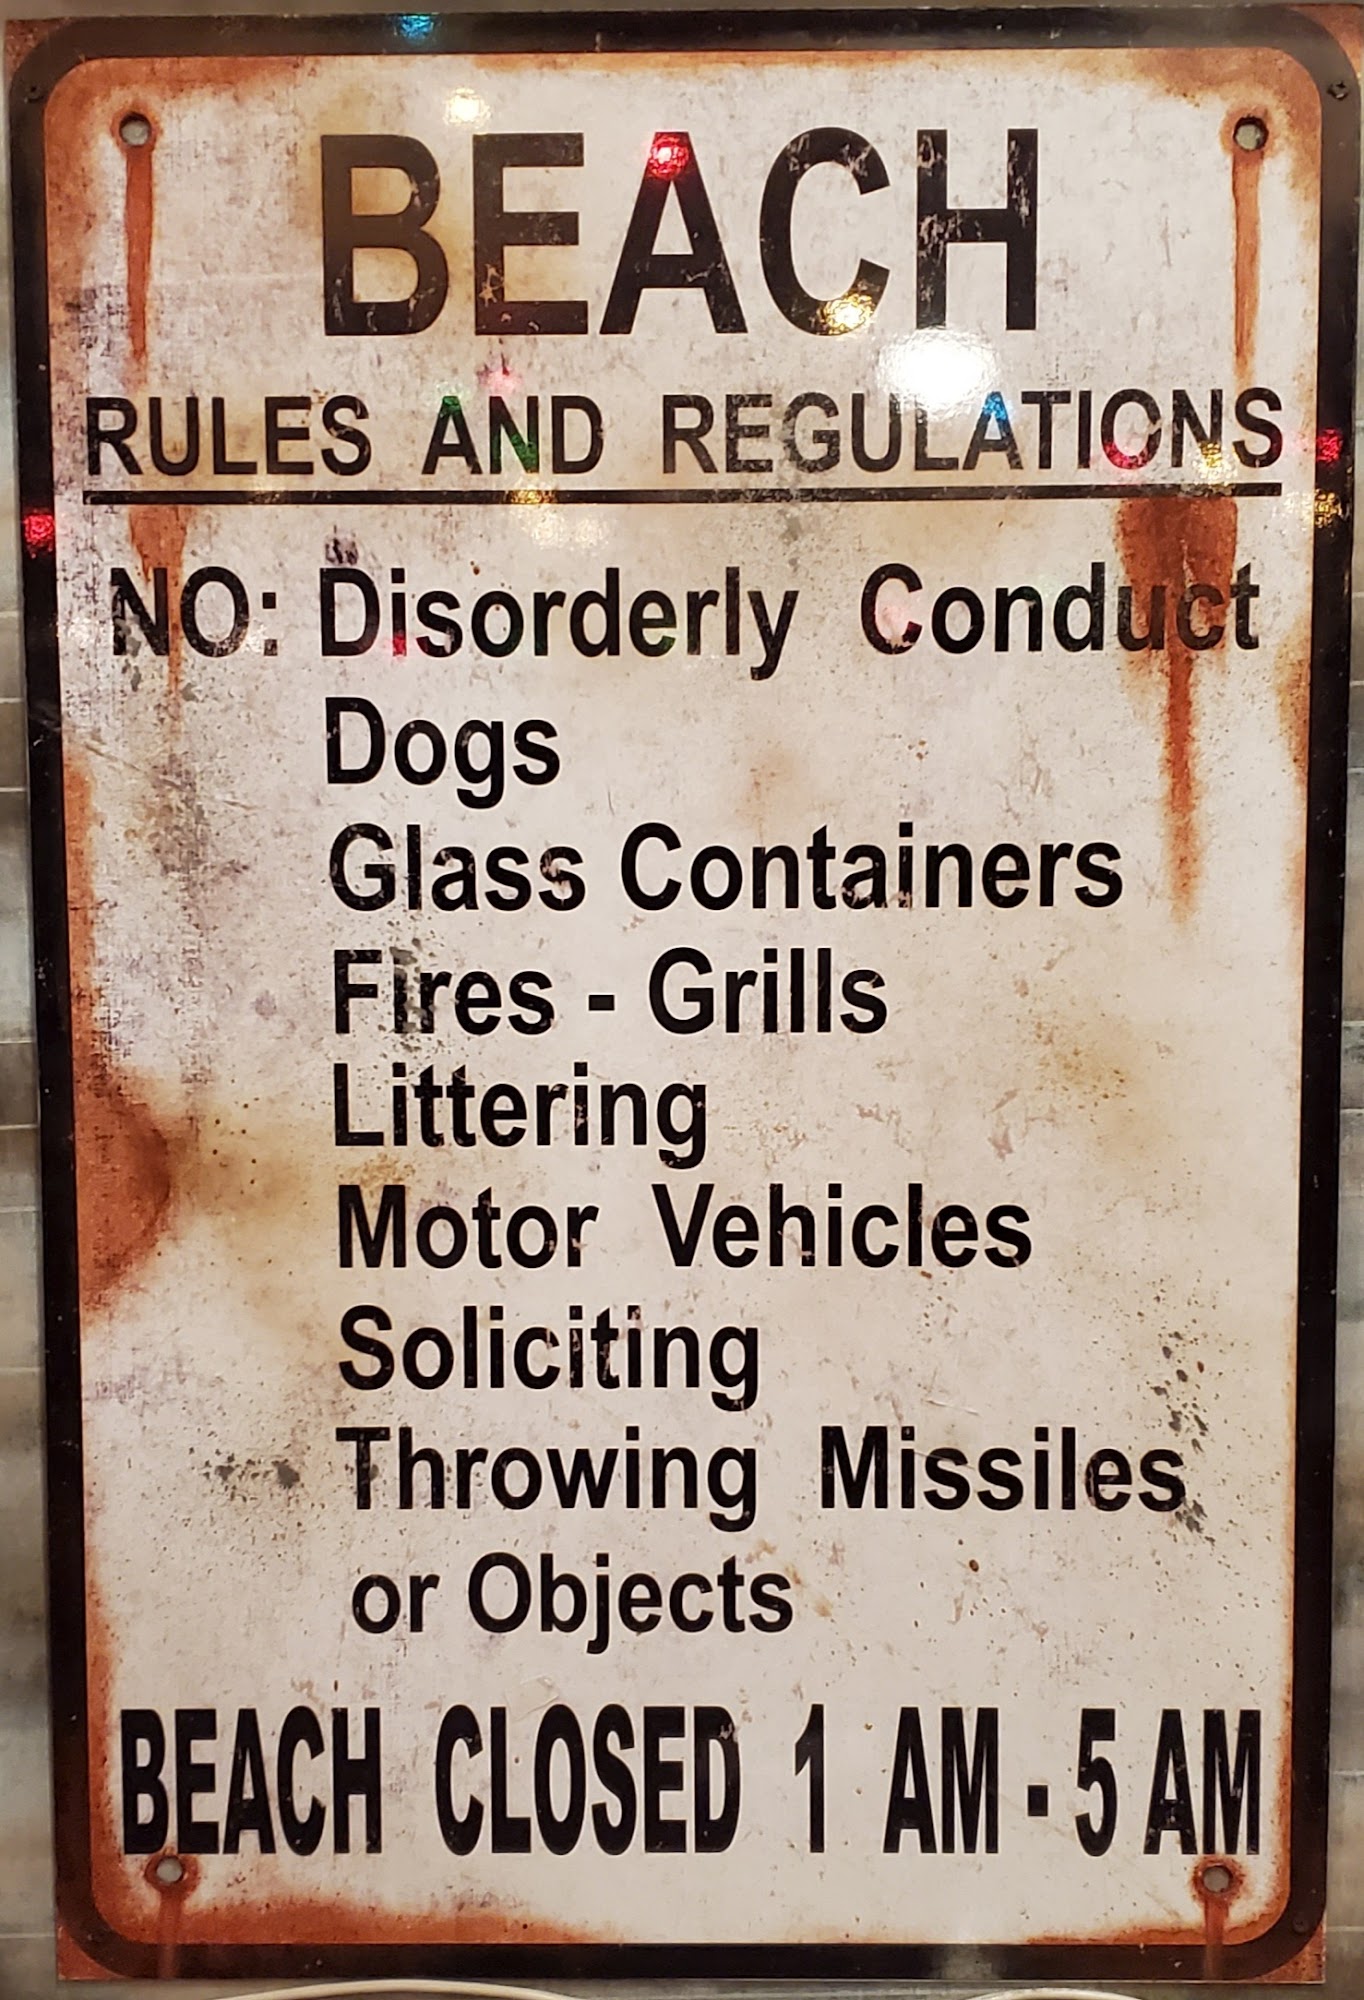 BEACH
RULES AND REGULATIONS
NO: Disorderly Conduct
Dogs
Glass Containers
Fires - Grills
Littering
Motor Vehicles
Soliciting
Throwing Missiles
or Objects
BEACH CLOSED 1 AM - 5 AM